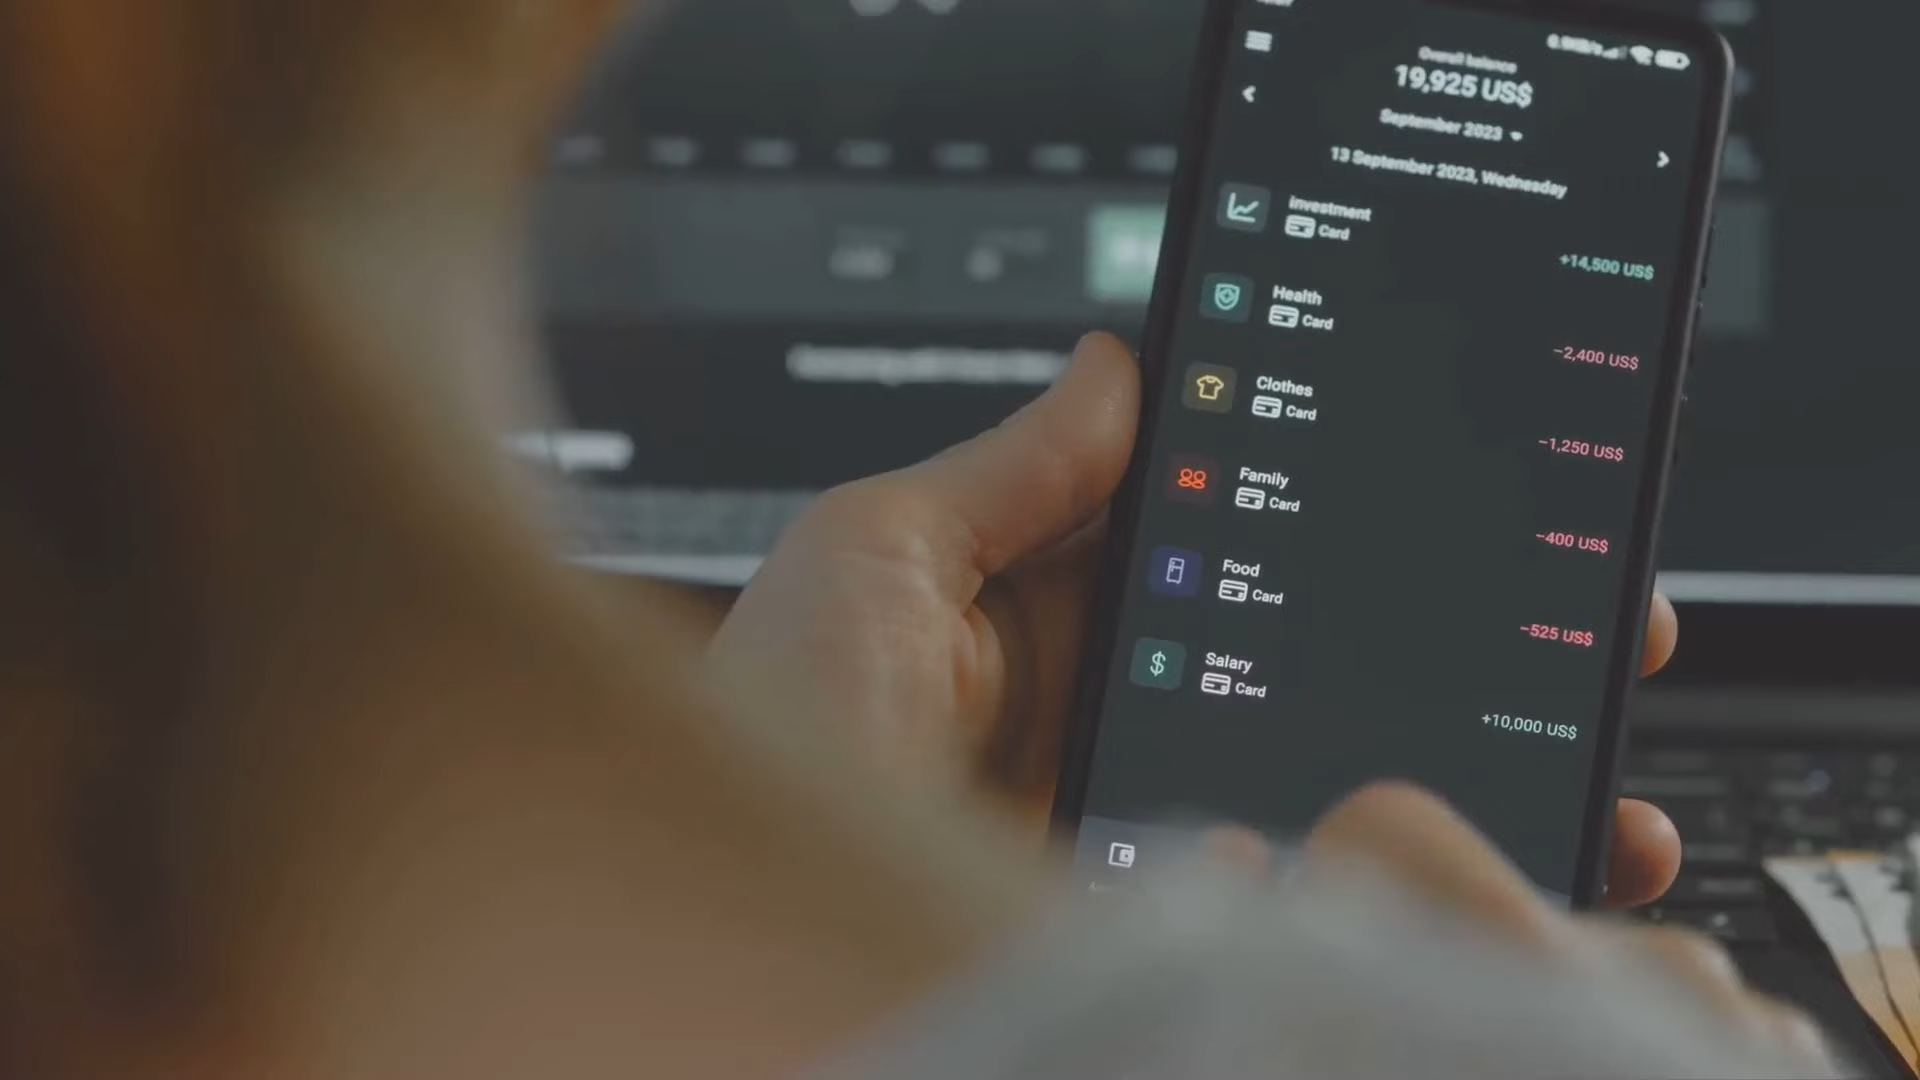 Overall balance
19,925 US$
September 2023
13 September 2023, Wednesday
Investment
Card
+14,500 US$
Health
Card
−2,400 US$
Clothes
Card
−1,250 US$
Family
Card
−400 US$
Food
Card
−525 US$
Salary
Card
+10,000 US$